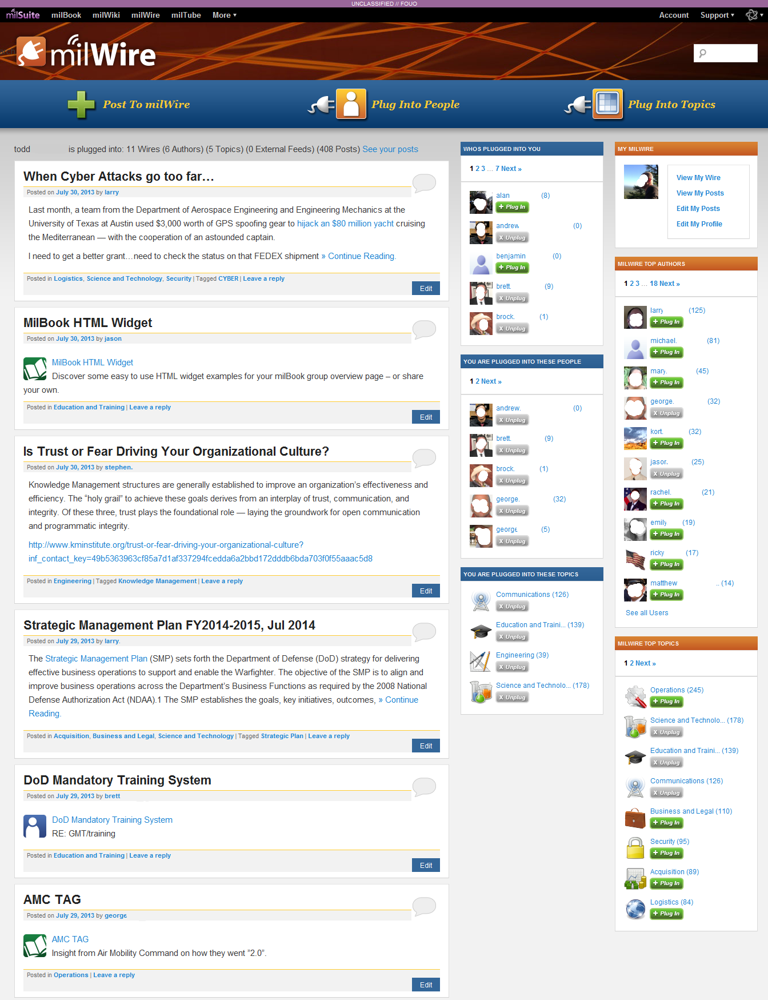 UNCLASSIFIED // FOUO
milSuite milBook milWiki milWire milTube More Account Support
milWire
Post To milWire Plug Into People Plug Into Topics
todd is plugged into: 11 Wires (6 Authors) (5 Topics) (0 External Feeds) (408 Posts) See your posts
When Cyber Attacks go too far…
Posted on July 30, 2013 by larry
Last month, a team from the Department of Aerospace Engineering and Engineering Mechanics at the
University of Texas at Austin used $3,000 worth of GPS spoofing gear to hijack an $80 million yacht cruising
the Mediterranean — with the cooperation of an astounded captain.
I need to get a better grant…need to check the status on that FEDEX shipment » Continue Reading.
Posted in Logistics, Science and Technology, Security | Tagged CYBER | Leave a reply
Edit
MilBook HTML Widget
Posted on July 30, 2013 by jason
MilBook HTML Widget
Discover some easy to use HTML widget examples for your milBook group overview page – or share
your own.
Posted in Education and Training | Leave a reply
Edit
Is Trust or Fear Driving Your Organizational Culture?
Posted on July 30, 2013 by stephen.
Knowledge Management structures are generally established to improve an organization’s effectiveness and
efficiency. The “holy grail” to achieve these goals derives from an interplay of trust, communication, and
integrity. Of these three, trust plays the foundational role — laying the groundwork for open communication
and programmatic integrity.
http://www.kminstitute.org/trust-or-fear-driving-your-organizational-culture?
inf_contact_key=49b5363963cf85a7d1af337294fcedda6a2bbd172dddb6bda703f0f55aaac5d8
Posted in Engineering | Tagged Knowledge Management | Leave a reply
Edit
Strategic Management Plan FY2014-2015, Jul 2014
Posted on July 29, 2013 by larry.
The Strategic Management Plan (SMP) sets forth the Department of Defense (DoD) strategy for delivering
effective business operations to support and enable the Warfighter. The objective of the SMP is to align and
improve business operations across the Department’s Business Functions as required by the 2008 National
Defense Authorization Act (NDAA).1 The SMP establishes the goals, key initiatives, outcomes, » Continue
Reading.
Posted in Acquisition, Business and Legal, Science and Technology | Tagged Strategic Plan | Leave a reply
Edit
DoD Mandatory Training System
Posted on July 29, 2013 by brett
DoD Mandatory Training System
RE: GMT/training
Posted in Education and Training | Leave a reply
Edit
AMC TAG
Posted on July 29, 2013 by george
AMC TAG
Insight from Air Mobility Command on how they went ”2.0”.
Posted in Operations | Leave a reply
Edit
WHOS PLUGGED INTO YOU
1 2 3 … 7 Next »
alan (8)
+ Plug In
andrew (0)
X Unplug
benjamin (0)
+ Plug In
brett. (9)
X Unplug
brock. (1)
X Unplug
YOU ARE PLUGGED INTO THESE PEOPLE
1 2 Next »
andrew. (0)
X Unplug
brett. (9)
X Unplug
brock. (1)
X Unplug
george. (32)
X Unplug
george (5)
X Unplug
YOU ARE PLUGGED INTO THESE TOPICS
Communications (126)
X Unplug
Education and Traini... (139)
X Unplug
Engineering (39)
X Unplug
Science and Technolo... (178)
X Unplug
MY MILWIRE
View My Wire
View My Posts
Edit My Posts
Edit My Profile
MILWIRE TOP AUTHORS
1 2 3 … 18 Next »
larry (125)
+ Plug In
michael. (81)
+ Plug In
mary. (45)
+ Plug In
george. (32)
X Unplug
kort. (32)
+ Plug In
jason. (25)
X Unplug
rachel. (21)
+ Plug In
emily (19)
+ Plug In
ricky (17)
+ Plug In
matthew .. (14)
+ Plug In
See all Users
MILWIRE TOP TOPICS
1 2 Next »
Operations (245)
+ Plug In
Science and Technolo... (178)
X Unplug
Education and Traini... (139)
X Unplug
Communications (126)
X Unplug
Business and Legal (110)
+ Plug In
Security (95)
+ Plug In
Acquisition (89)
+ Plug In
Logistics (84)
+ Plug In